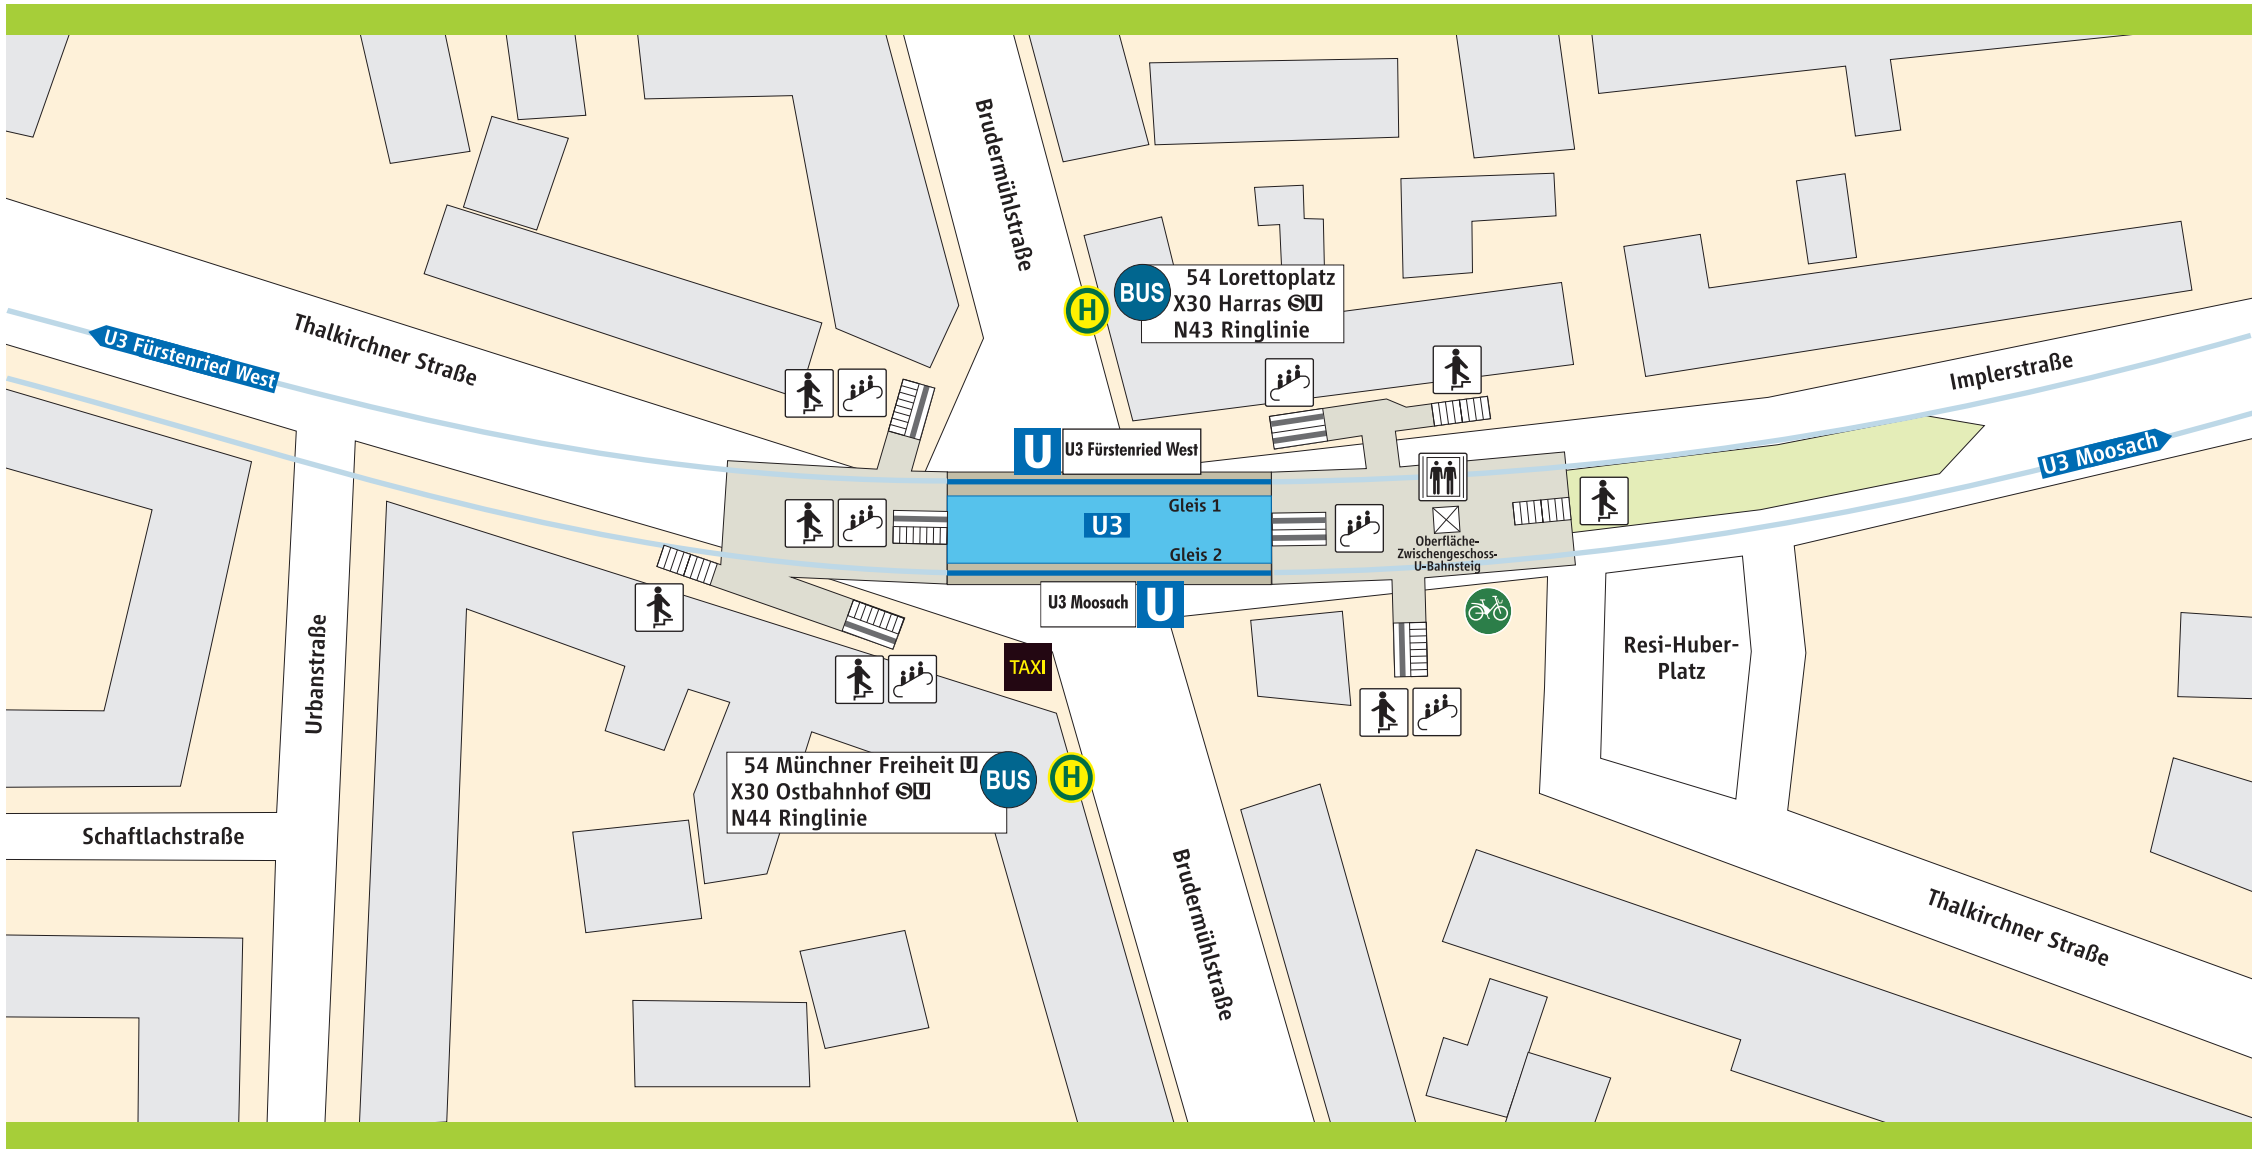 Brudermühlstraße
BUS
54 Lorettoplatz
X30 Harras S U
N43 Ringlinie
H
U3 Fürstenried West
Thalkirchner Straße
Implerstraße
U
U3 Fürstenried West
U3 Moosach
Gleis 1
U3
Gleis 2
Oberfläche-
Zwischengeschoss-
U-Bahnsteig
U3 Moosach
U
TAXI
Urbanstraße
Resi-Huber-
Platz
54 Münchner Freiheit U
X30 Ostbahnhof S U
N44 Ringlinie
BUS
H
Schaftlachstraße
Brudermühlstraße
Thalkirchner Straße